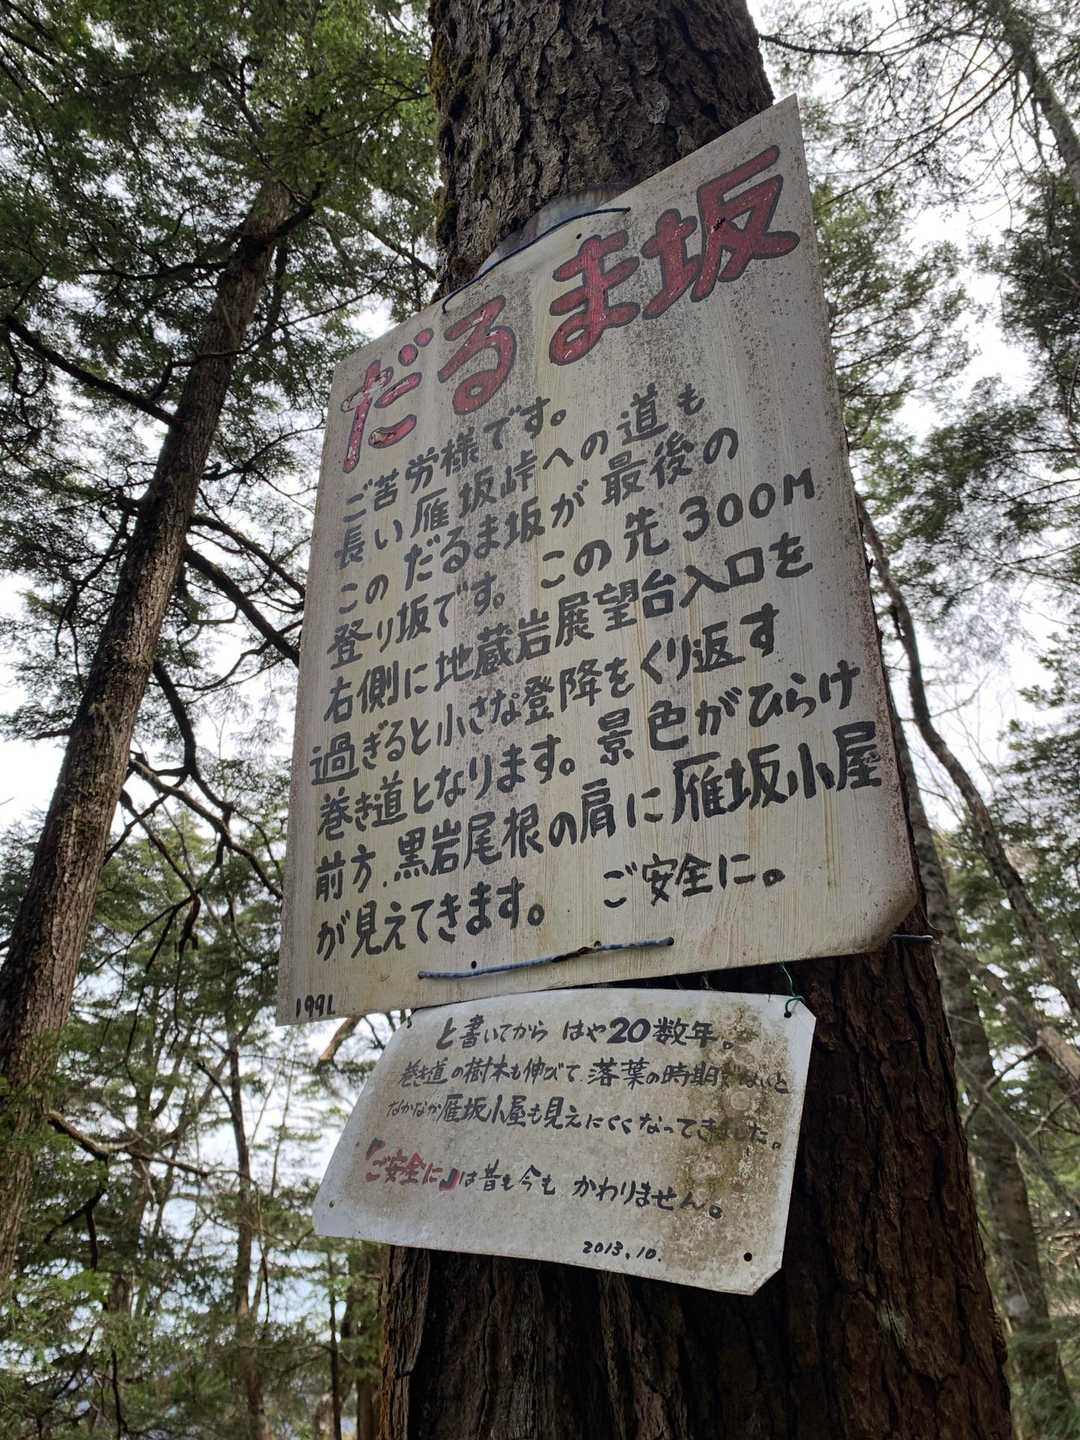 だるま坂
ご苦労様です。
長い雁坂峠への道も
このだるま坂が最後の
登り坂です。この先300M
右側に地蔵岩展望台入口を
過ぎると小さな登降をくり返す
巻き道となります。景色がひらけ
前方.黒岩尾根の肩に雁坂小屋
が見えてきます。 ご安全に。
199
と書いてから はや20数年。
巻き道の樹木も伸びて.落葉の時期でないと
なかなか雁坂小屋も見えにくくなってきました。
「ご安全に」は昔も今も かわりません。
2013.10.